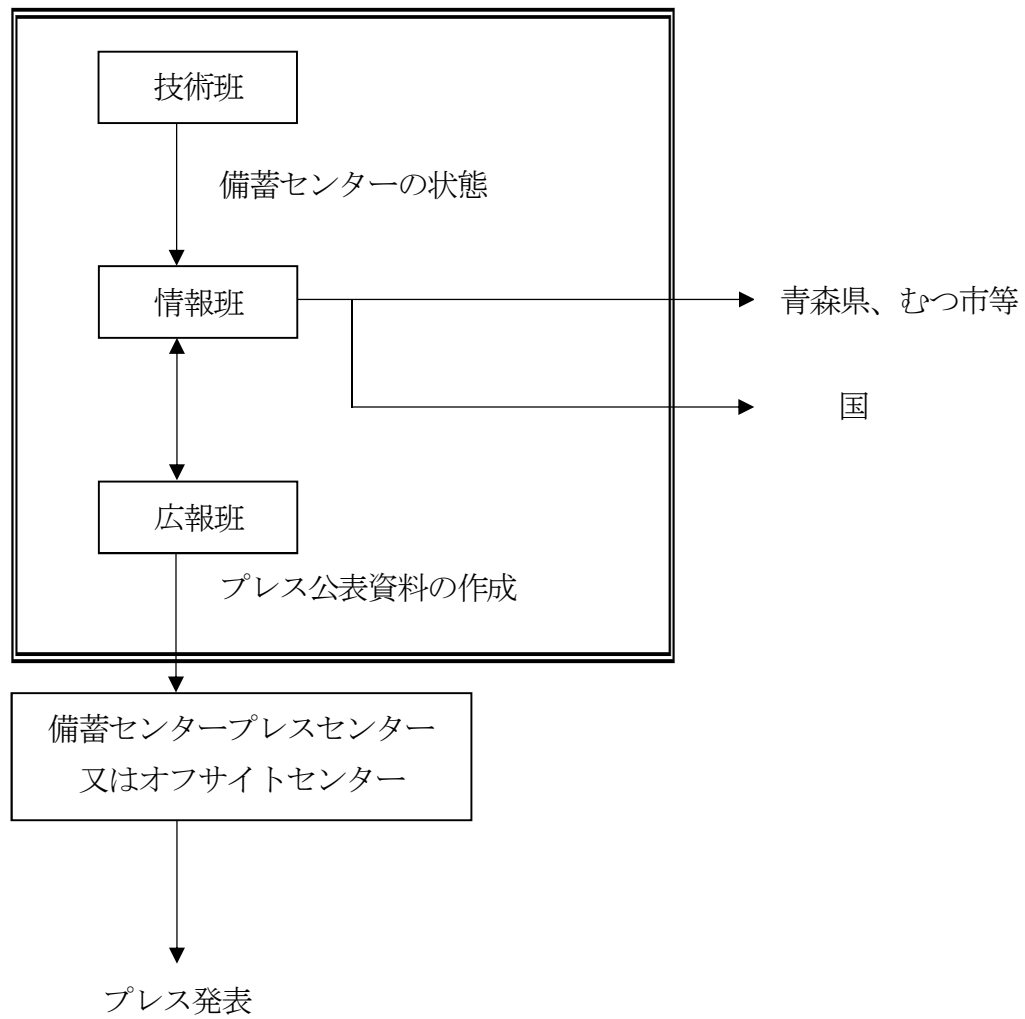 技術班
備蓄センターの状態
情報班
青森県、むつ市等
国
広報班
プレス公表資料の作成
備蓄センタープレスセンター
又はオフサイトセンター
プレス発表